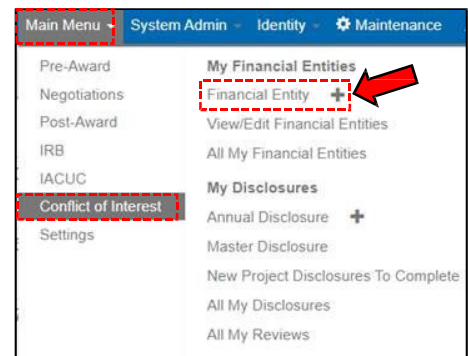 Main Menu System Admin Identity Maintenance
Pre-Award
Negotiations
Post-Award
IRB
IACUC
Conflict of Interest
Settings
My Financial Entities
Financial Entity +
View/Edit Financial Entities
All My Financial Entities
My Disclosures
Annual Disclosure +
Master Disclosure
New Project Disclosures To Complete
All My Disclosures
All My Reviews